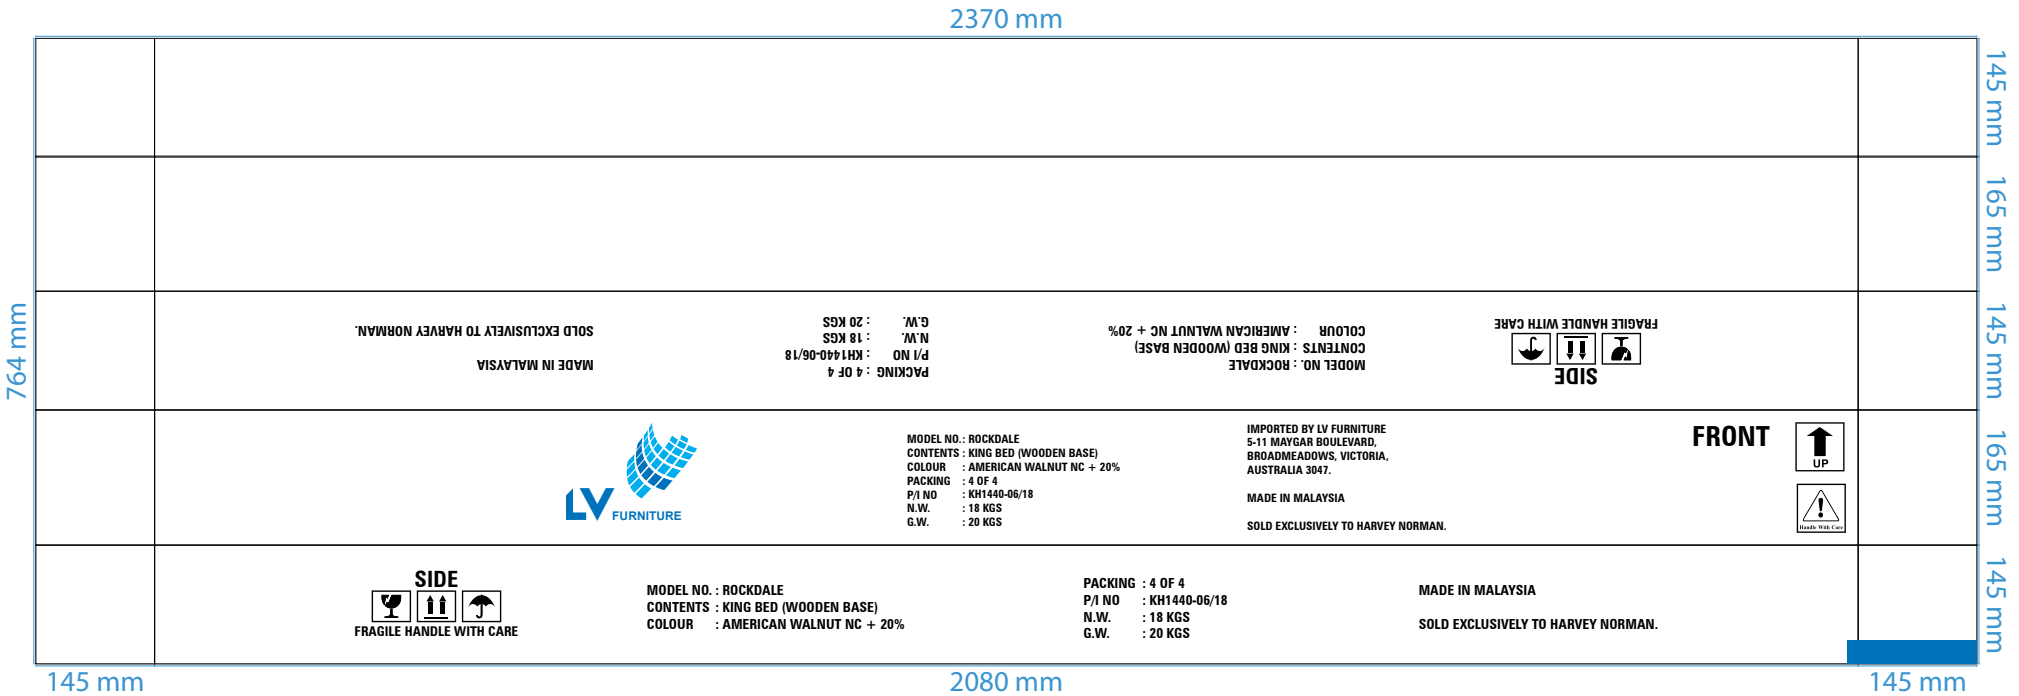 2370 mm
145 mm
165 mm
145 mm
165 mm
145 mm
764 mm
SIDE
FRAGILE HANDLE WITH CARE
MODEL NO. : ROCKDALE
CONTENTS : KING BED (WOODEN BASE)
COLOUR : AMERICAN WALNUT NC + 20%
PACKING : 4 OF 4
P/I NO : KH1440-06/18
N.W. : 18 KGS
G.W. : 20 KGS
MADE IN MALAYSIA
SOLD EXCLUSIVELY TO HARVEY NORMAN.
LV
FURNITURE
MODEL NO. : ROCKDALE
CONTENTS : KING BED (WOODEN BASE)
COLOUR : AMERICAN WALNUT NC + 20%
PACKING : 4 OF 4
P/I NO : KH1440-06/18
N.W. : 18 KGS
G.W. : 20 KGS
IMPORTED BY LV FURNITURE
5-11 MAYGAR BOULEVARD,
BROADMEADOWS, VICTORIA,
AUSTRALIA 3047.
MADE IN MALAYSIA
SOLD EXCLUSIVELY TO HARVEY NORMAN.
FRONT
UP
Handle With Care
SIDE
FRAGILE HANDLE WITH CARE
MODEL NO. : ROCKDALE
CONTENTS : KING BED (WOODEN BASE)
COLOUR : AMERICAN WALNUT NC + 20%
PACKING : 4 OF 4
P/I NO : KH1440-06/18
N.W. : 18 KGS
G.W. : 20 KGS
MADE IN MALAYSIA
SOLD EXCLUSIVELY TO HARVEY NORMAN.
145 mm
2080 mm
145 mm